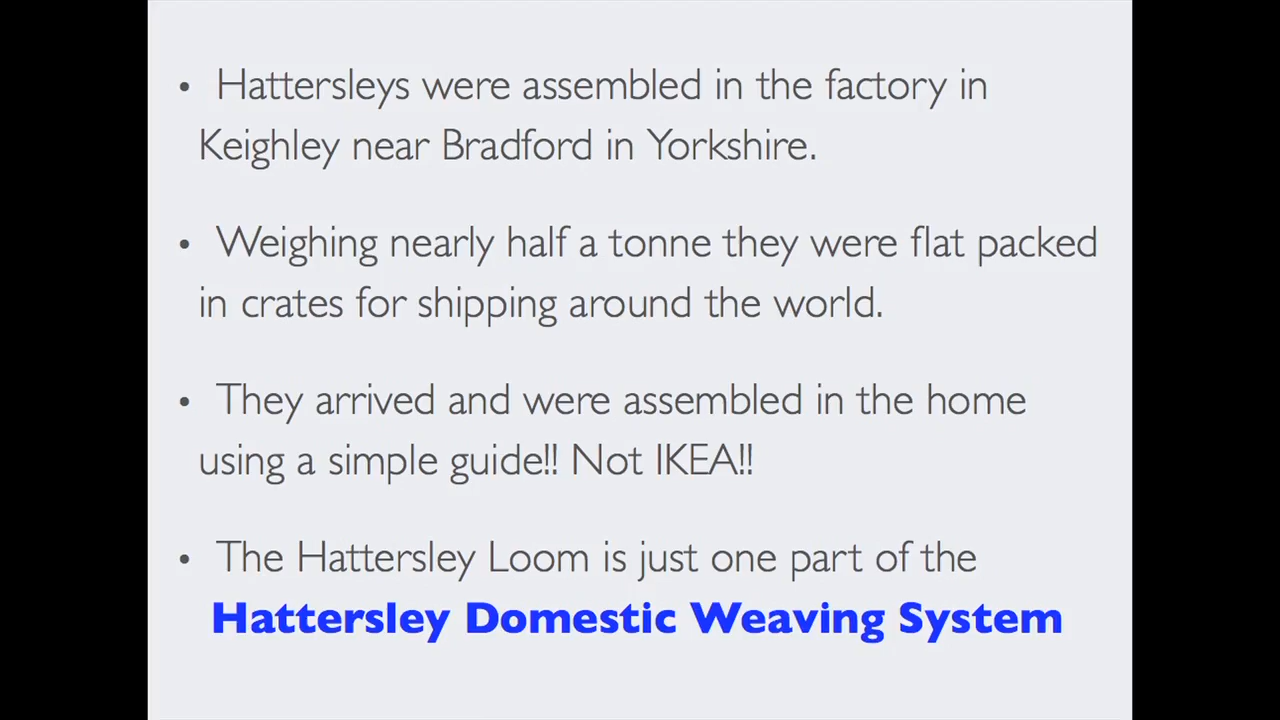 • Hattersleys were assembled in the factory in
Keighley near Bradford in Yorkshire.
• Weighing nearly half a tonne they were flat packed
in crates for shipping around the world.
• They arrived and were assembled in the home
using a simple guide!! Not IKEA!!
• The Hattersley Loom is just one part of the
Hattersley Domestic Weaving System